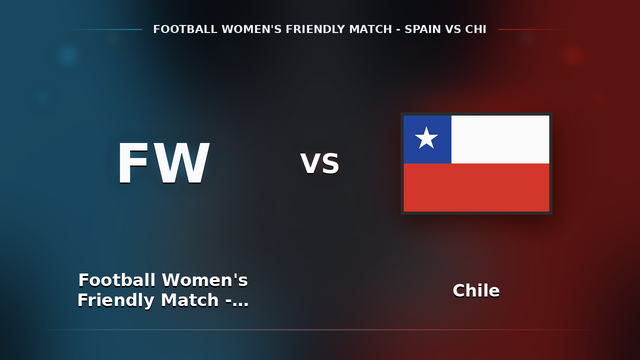 FOOTBALL WOMEN'S FRIENDLY MATCH - SPAIN VS CHI
FW
VS
Football Women's
Friendly Match -...
Chile